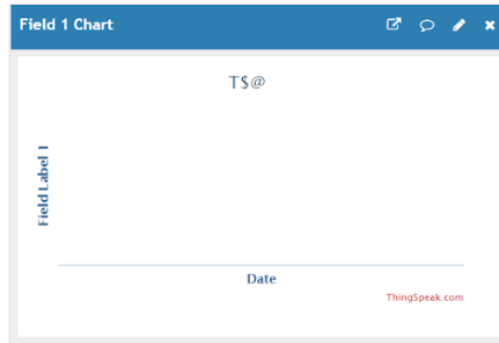 Field 1 Chart
T$@
Field Label 1
Date
ThingSpeak.com